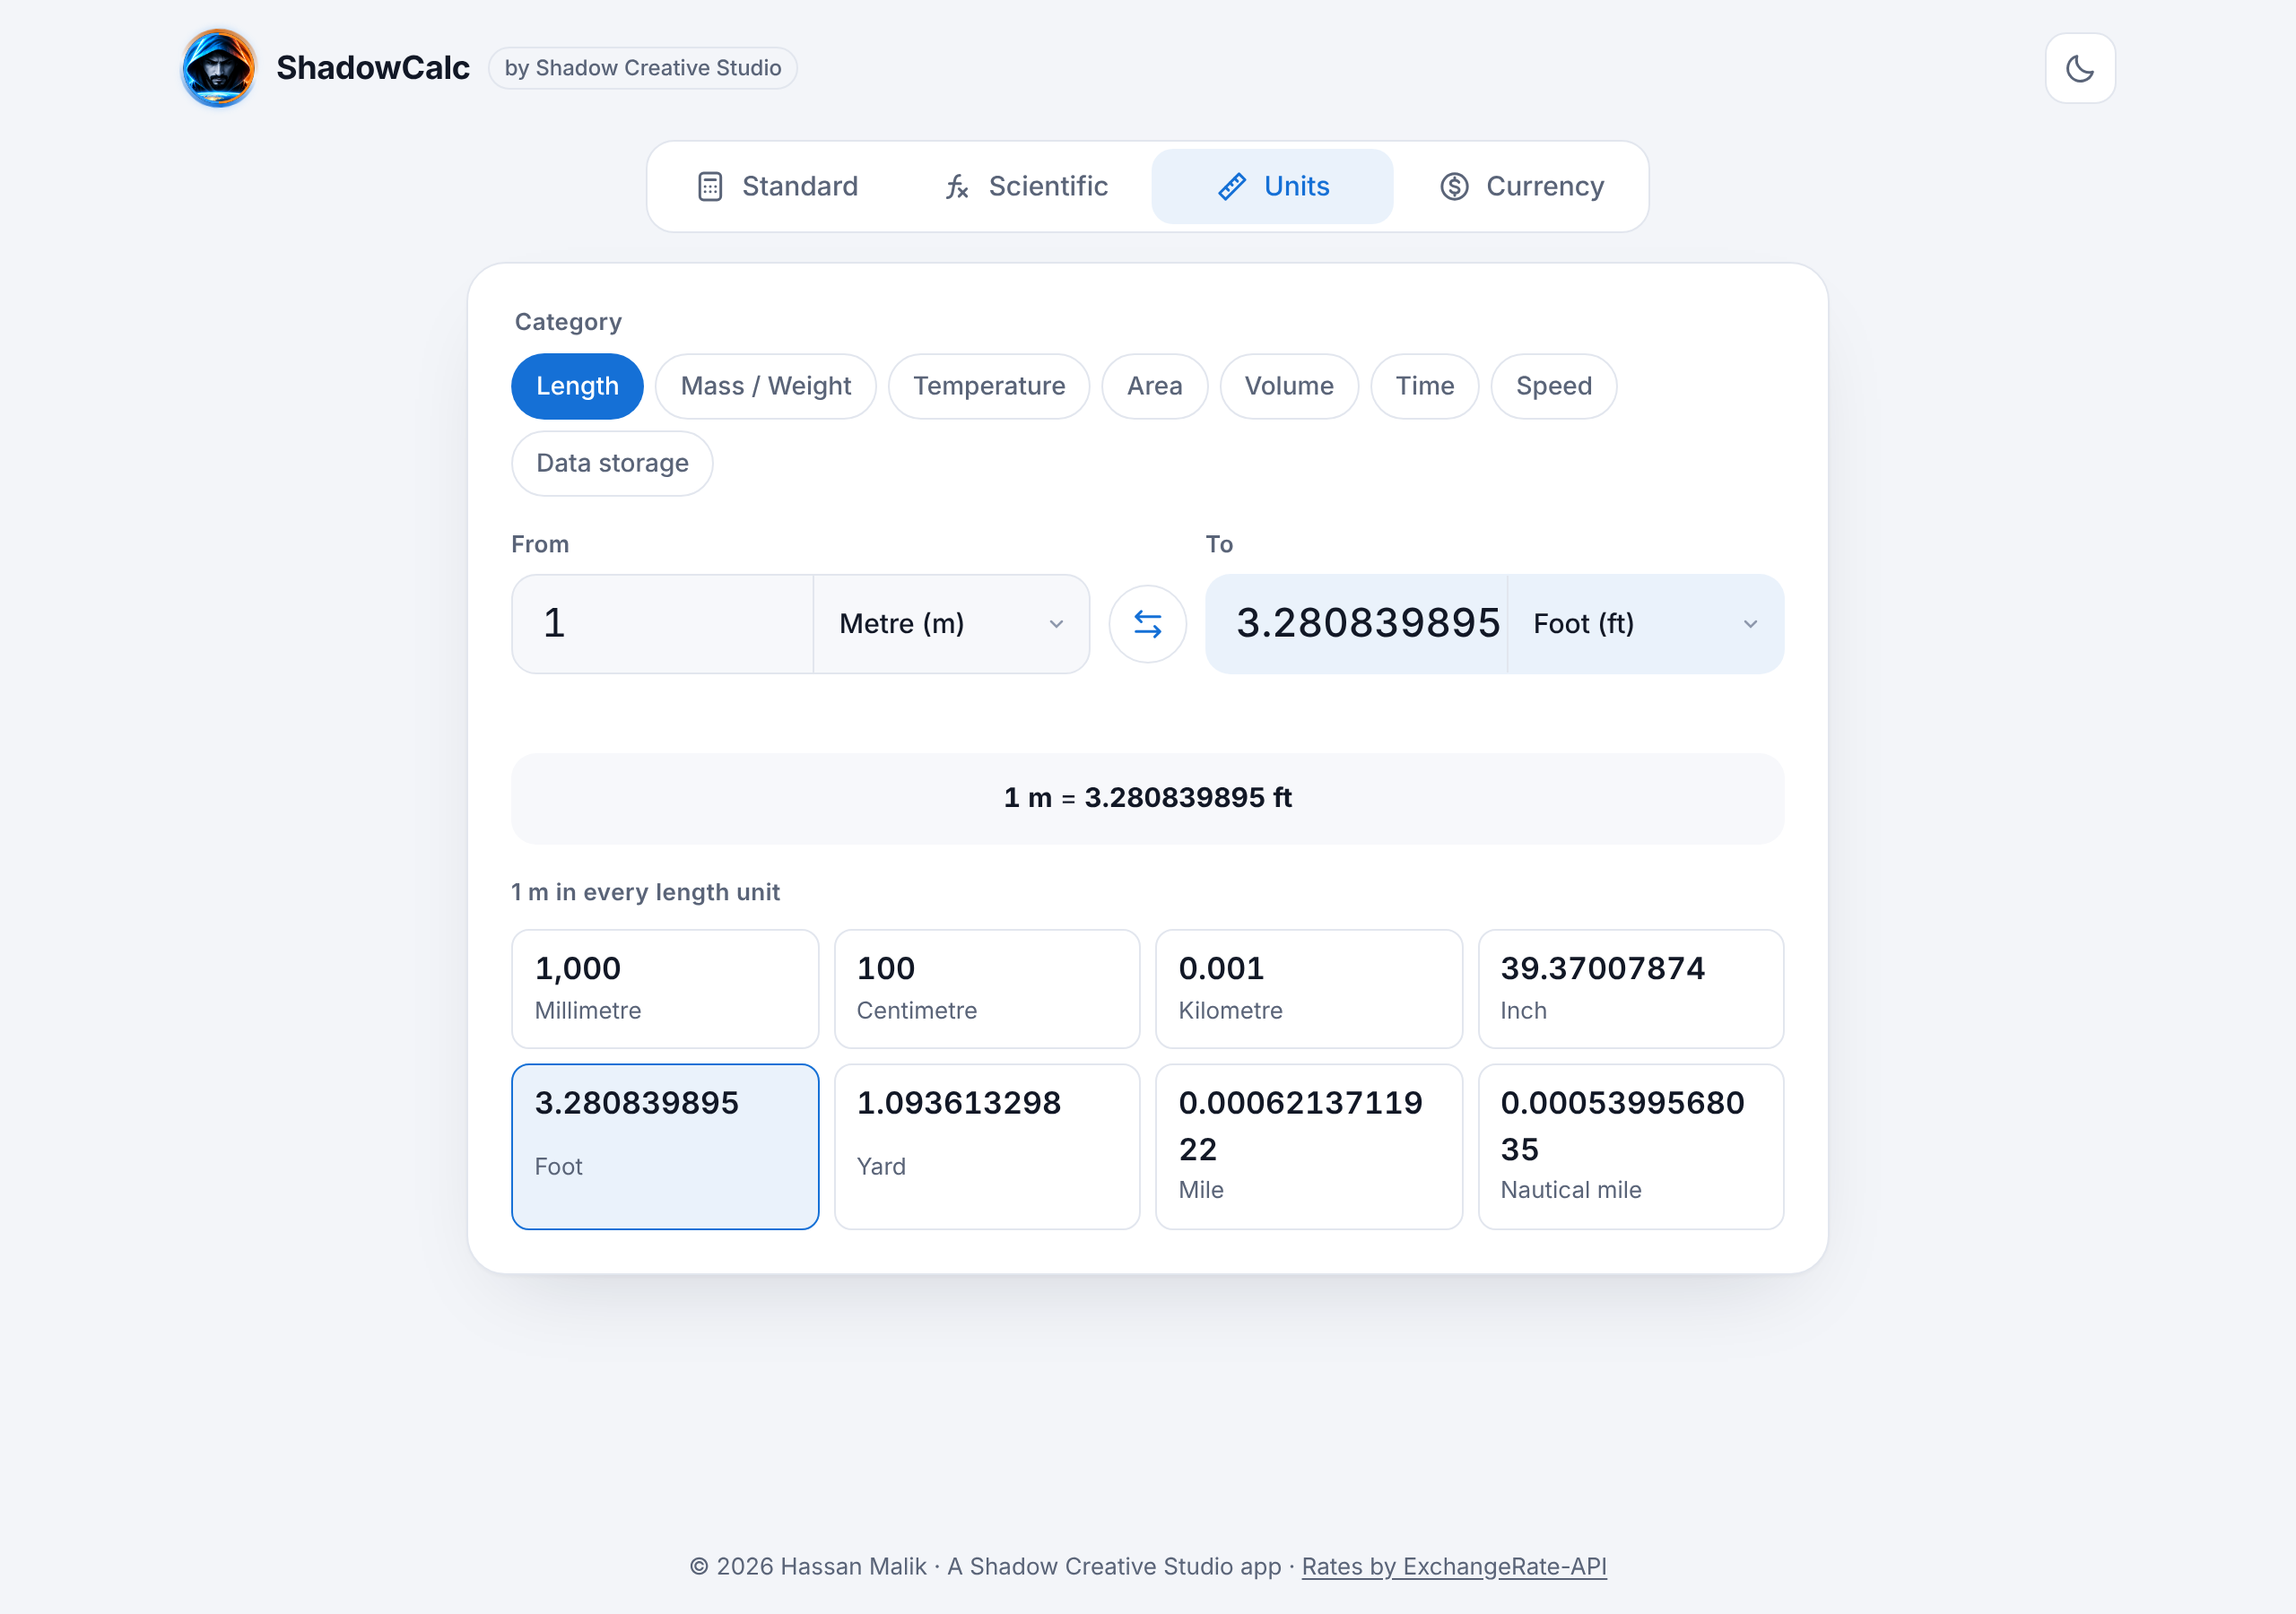 ShadowCalc
by Shadow Creative Studio
Standard
Scientific
Units
Currency
Category
Length
Mass / Weight
Temperature
Area
Volume
Time
Speed
Data storage
From
To
1
Metre (m)
3.280839895
Foot (ft)
1 m = 3.280839895 ft
1 m in every length unit
1,000
Millimetre
100
Centimetre
0.001
Kilometre
39.37007874
Inch
3.280839895
Foot
1.093613298
Yard
0.00062137119
22
Mile
0.00053995680
35
Nautical mile
© 2026 Hassan Malik · A Shadow Creative Studio app · Rates by ExchangeRate-API